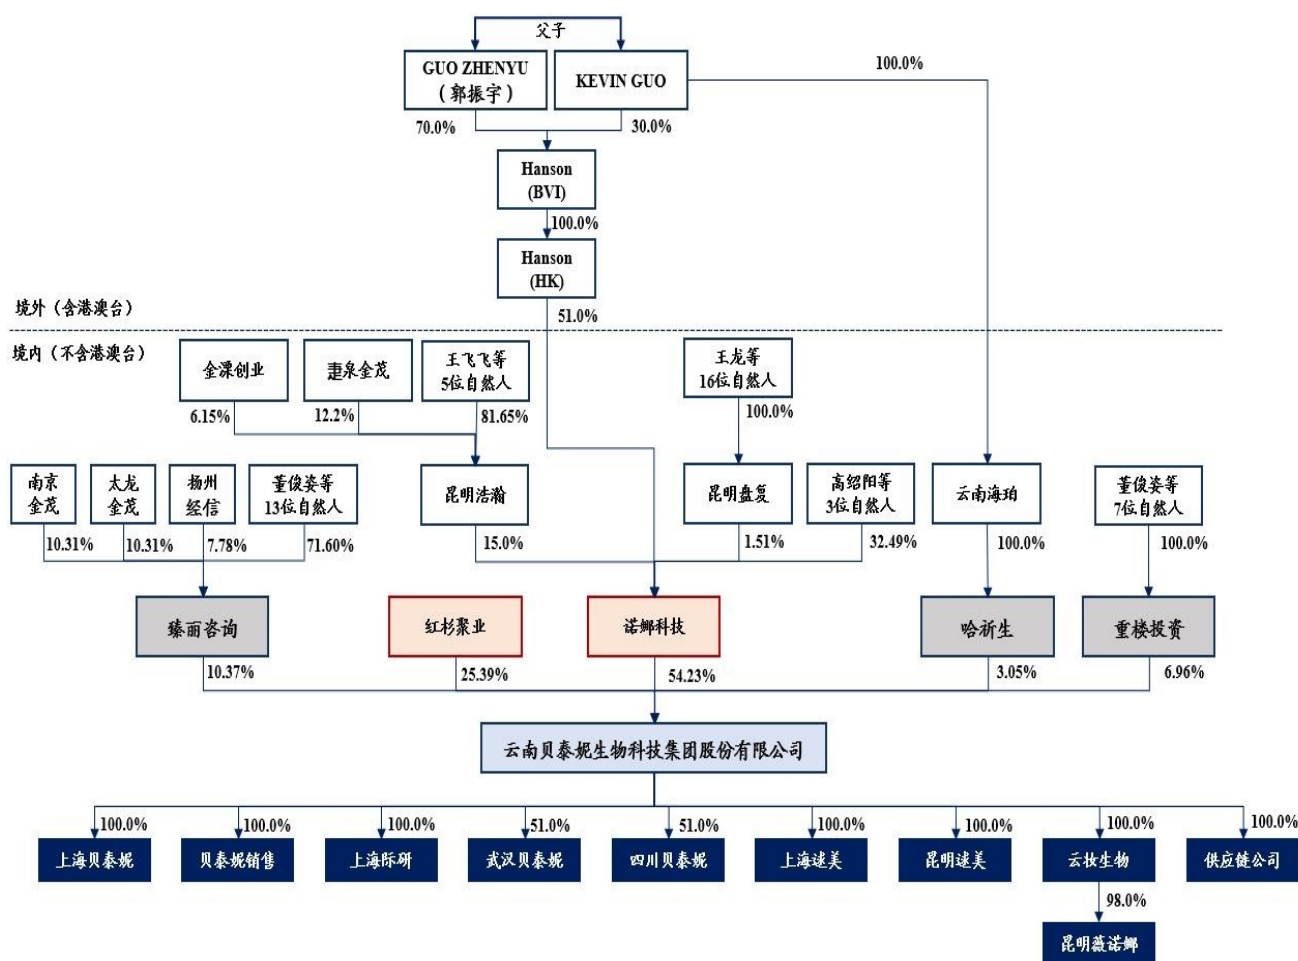 父子
GUO ZHENYU
（郭振宇）
KEVIN GUO
100.0%
70.0%
30.0%
Hanson
(BVI)
100.0%
Hanson
(HK)
境外（含港澳台）
51.0%
境内（不含港澳台）
金溧创业
泉金茂
王飞飞等
5位自然人
王龙等
16位自然人
6.15%
12.2%
81.65%
100.0%
南京
金茂
太龙
金茂
扬州
经信
董俊姿等
13位自然人
昆明浩瀚
昆明盘复
高绍阳等
3位自然人
云南海珀
董俊姿等
7位自然人
10.31%
10.31%
7.78%
71.60%
15.0%
1.51%
32.49%
100.0%
100.0%
臻丽咨询
红杉聚业
诺娜科技
哈祈生
重楼投资
10.37%
25.39%
54.23%
3.05%
6.96%
云南贝泰妮生物科技集团股份有限公司
100.0%
100.0%
100.0%
51.0%
51.0%
100.0%
100.0%
100.0%
100.0%
上海贝泰妮
贝泰妮销售
上海际研
武汉贝泰妮
四川贝泰妮
上海逑美
昆明逑美
云妆生物
供应链公司
98.0%
昆明薇诺娜